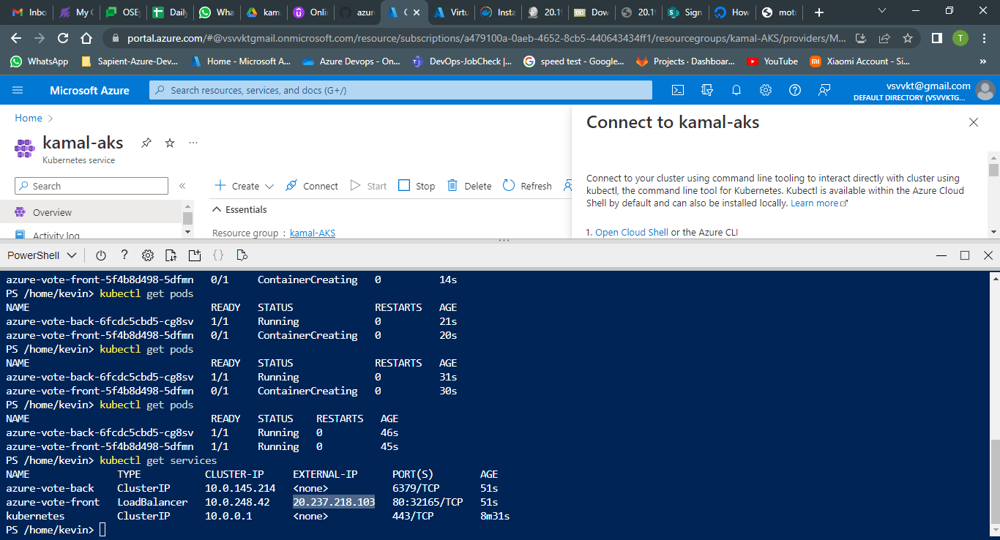 Inbo
My C
OSE
Daily
Wha
kam
Onli
azur
C
Virtu
Insta
20.1
Dow
20.1
Sign
How
mot
portal.azure.com/#@vsvvktgmail.onmicrosoft.com/resource/subscriptions/a479100a-0aeb-4652-8cb5-440643434ff1/resourcegroups/kamal-AKS/providers/M...
T
WhatsApp
Sapient-Azure-Dev...
Home - Microsoft A...
Azure Devops - On...
DevOps-JobCheck |...
speed test - Google...
Projects · Dashboar...
YouTube
Xiaomi Account - Si...
Microsoft Azure
Search resources, services, and docs (G+/)
vsvvkt@gmail.com
DEFAULT DIRECTORY (VSVVKTG...
Home
kamal-aks
Kubernetes service
Search
Overview
Activity log
Create
Connect
Start
Stop
Delete
Refresh
Essentials
Resource group : kamal-AKS
Connect to kamal-aks
Connect to your cluster using command line tooling to interact directly with cluster using
kubectl, the command line tool for Kubernetes. Kubectl is available within the Azure Cloud
Shell by default and can also be installed locally. Learn more
1. Open Cloud Shell or the Azure CLI
PowerShell
azure-vote-front-5f4b8d498-5dfmn 0/1 ContainerCreating 0 14s
PS /home/kevin> kubectl get pods
NAME READY STATUS RESTARTS AGE
azure-vote-back-6fcdc5cbd5-cg8sv 1/1 Running 0 21s
azure-vote-front-5f4b8d498-5dfmn 0/1 ContainerCreating 0 20s
PS /home/kevin> kubectl get pods
NAME READY STATUS RESTARTS AGE
azure-vote-back-6fcdc5cbd5-cg8sv 1/1 Running 0 31s
azure-vote-front-5f4b8d498-5dfmn 0/1 ContainerCreating 0 30s
PS /home/kevin> kubectl get pods
NAME READY STATUS RESTARTS AGE
azure-vote-back-6fcdc5cbd5-cg8sv 1/1 Running 0 46s
azure-vote-front-5f4b8d498-5dfmn 1/1 Running 0 45s
PS /home/kevin> kubectl get services
NAME TYPE CLUSTER-IP EXTERNAL-IP PORT(S) AGE
azure-vote-back ClusterIP 10.0.145.214 <none> 6379/TCP 51s
azure-vote-front LoadBalancer 10.0.248.42 20.237.218.103 80:32165/TCP 51s
kubernetes ClusterIP 10.0.0.1 <none> 443/TCP 8m31s
PS /home/kevin>